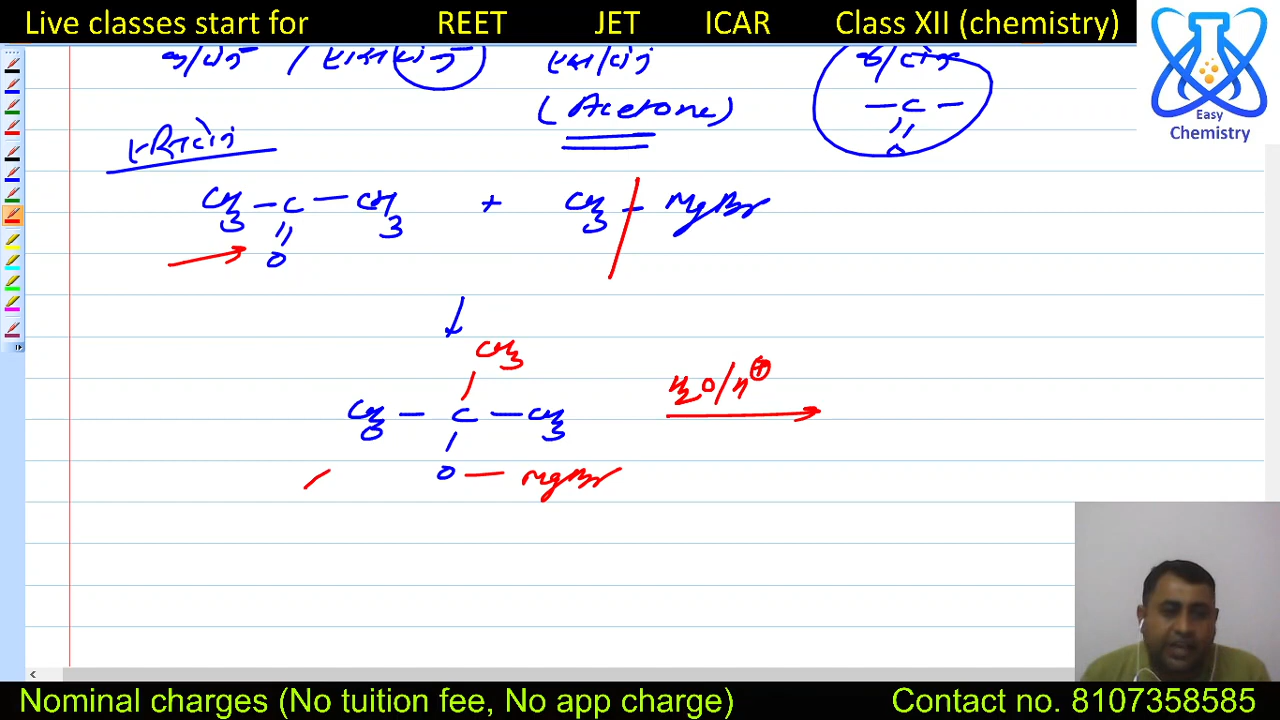 Live classes start for REET JET ICAR Class XII (chemistry)
(Acetone)
— C —
||
O
CH3 — C — CH3 + CH3 — MgBr
||
O
CH3
|
CH3 — C — CH3 H2O/H⊕
|
O — MgBr
Easy
Chemistry
Nominal charges (No tuition fee, No app charge) Contact no. 8107358585